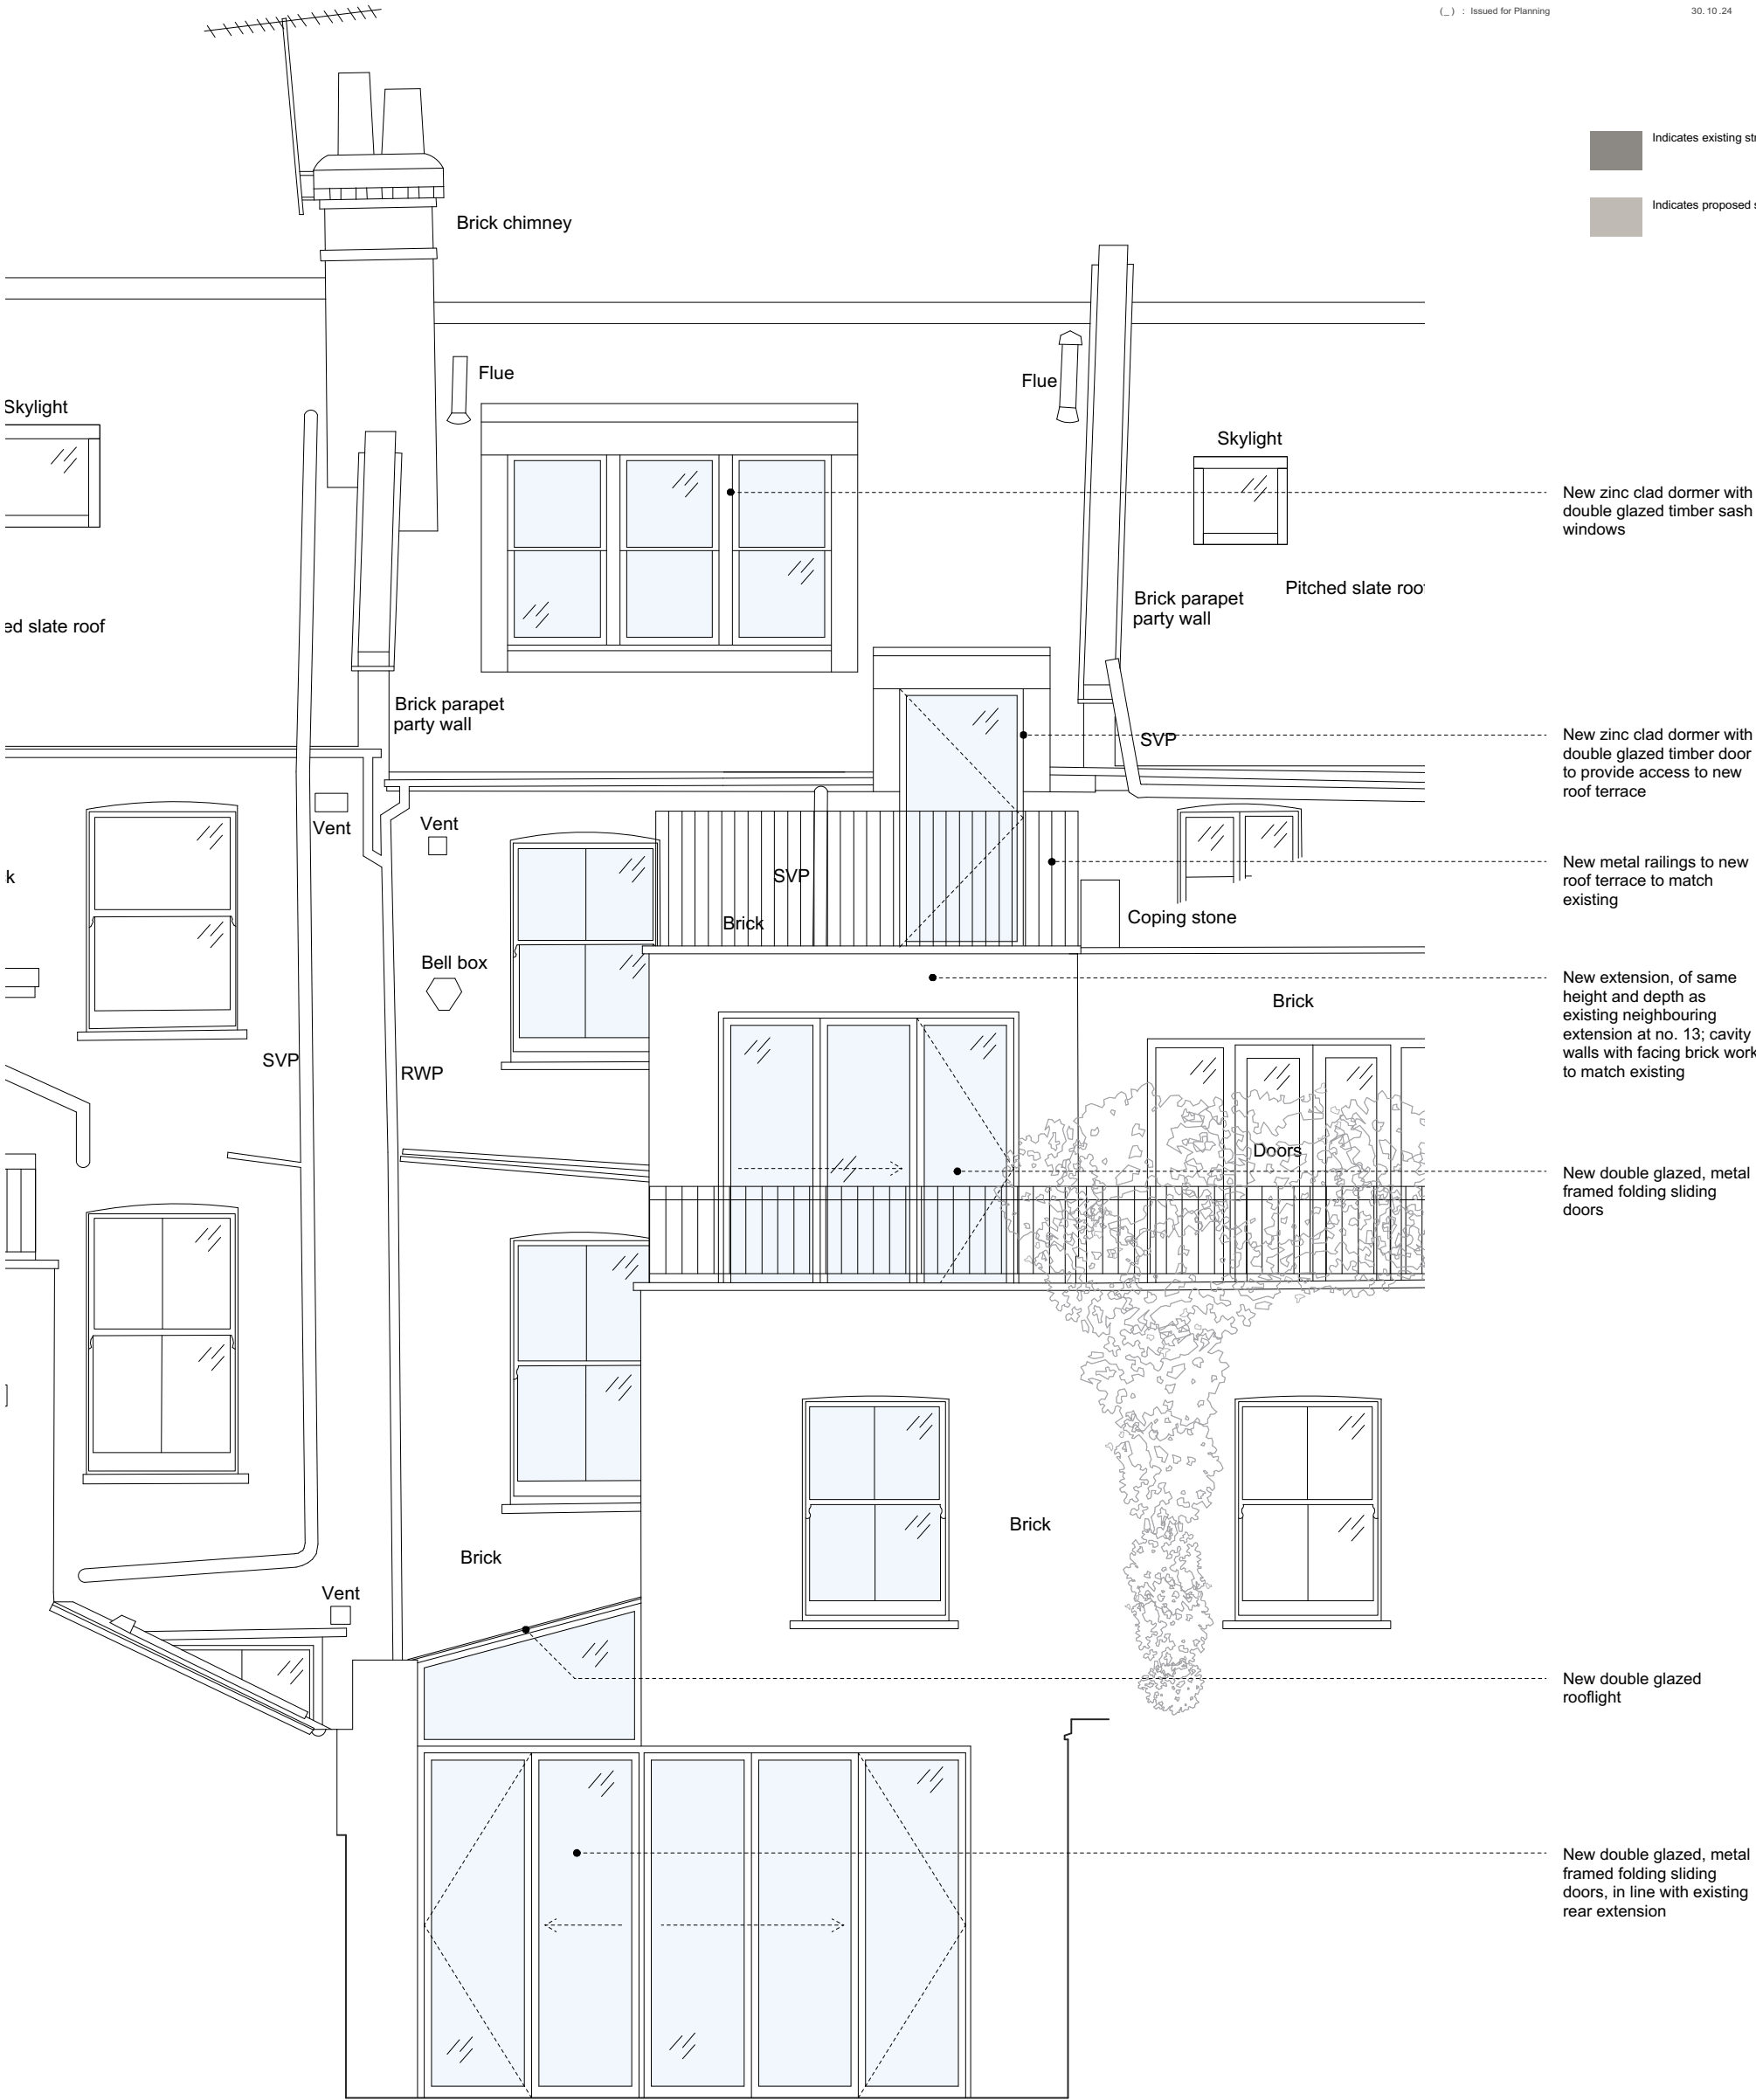 (_) : Issued for Planning 30.10.24
Indicates existing
Indicates proposed
Brick chimney
Flue
Flue
Skylight
Skylight
New zinc clad dormer with
double glazed timber sash
windows
Pitched slate
Brick parapet
party wall
slate roof
Brick parapet
party wall
SVP
New zinc clad dormer with
double glazed timber door
to provide access to new
roof terrace
Vent
Vent
New metal railings to new
roof terrace to match
existing
SVP
Brick
Coping stone
Bell box
New extension, of same
height and depth as
existing neighbouring
extension at no. 13; cavity
walls with facing brick work
to match existing
Brick
SVP
RWP
Doors
New double glazed, metal
framed folding sliding
doors
Brick
Brick
Vent
New double glazed
rooflight
New double glazed, metal
framed folding sliding
doors, in line with existing
rear extension